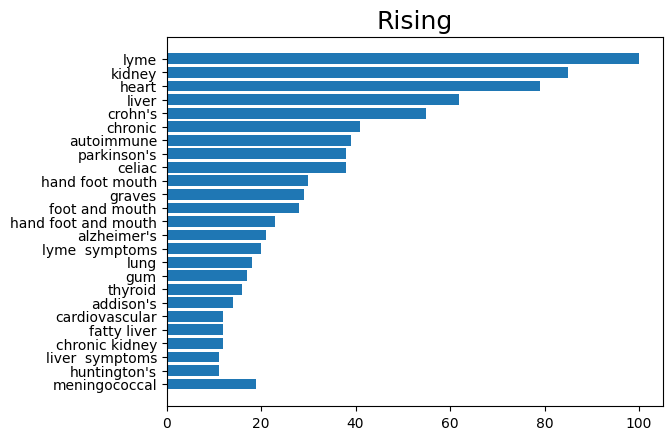 Rising
lyme
kidney
heart
liver
crohn's
chronic
autoimmune
parkinson's
celiac
hand foot mouth
graves
foot and mouth
hand foot and mouth
alzheimer's
lyme  symptoms
lung
gum
thyroid
addison's
cardiovascular
fatty liver
chronic kidney
liver  symptoms
huntington's
meningococcal
0 20 40 60 80 100